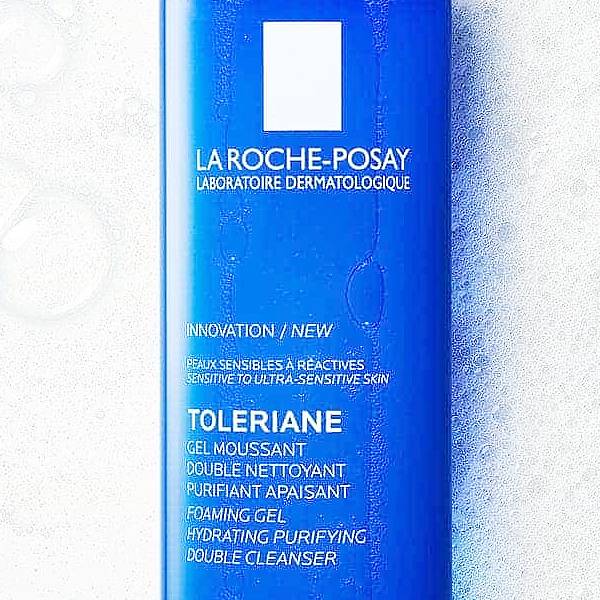 LA ROCHE-POSAY
LABORATOIRE DERMATOLOGIQUE
INNOVATION / NEW
PEAUX SENSIBLES À RÉACTIVES
SENSITIVE TO ULTRA-SENSITIVE SKIN
TOLERIANE
GEL MOUSSANT
DOUBLE NETTOYANT
PURIFIANT APAISANT
FOAMING GEL
HYDRATING PURIFYING
DOUBLE CLEANSER